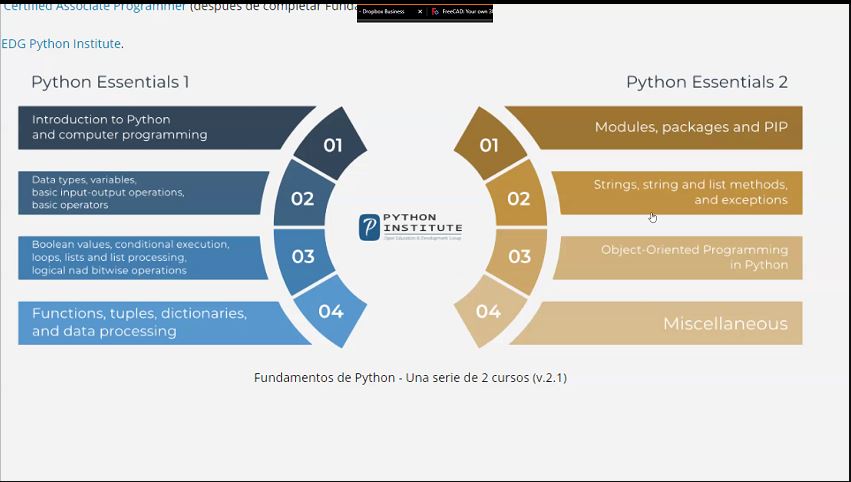 Certified Associate Programmer (después de completar Funda
Dropbox Business
FreeCAD: Your own 3
EDG Python Institute.
Python Essentials 1
Python Essentials 2
Introduction to Python
and computer programming
01
Data types, variables,
basic input-output operations,
basic operators
02
Boolean values, conditional execution,
loops, lists and list processing,
logical nad bitwise operations
03
Functions, tuples, dictionaries,
and data processing
04
PYTHON
INSTITUTE
Open Education & Development Group
01
Modules, packages and PIP
02
Strings, string and list methods,
and exceptions
03
Object-Oriented Programming
in Python
04
Miscellaneous
Fundamentos de Python - Una serie de 2 cursos (v.2.1)